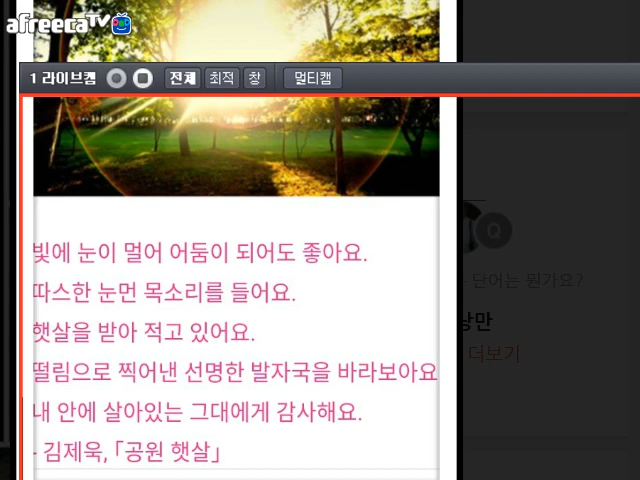 afreecaTV
1 라이브캠 전체 최적 창 멀티캠
빛에 눈이 멀어 어둠이 되어도 좋아요.
따스한 눈먼 목소리를 들어요.
햇살을 받아 적고 있어요.
떨림으로 찍어낸 선명한 발자국을 바라보아요
내 안에 살아있는 그대에게 감사해요.
- 김제욱, 「공원 햇살」
Q
단어는 뭔가요?
더보기